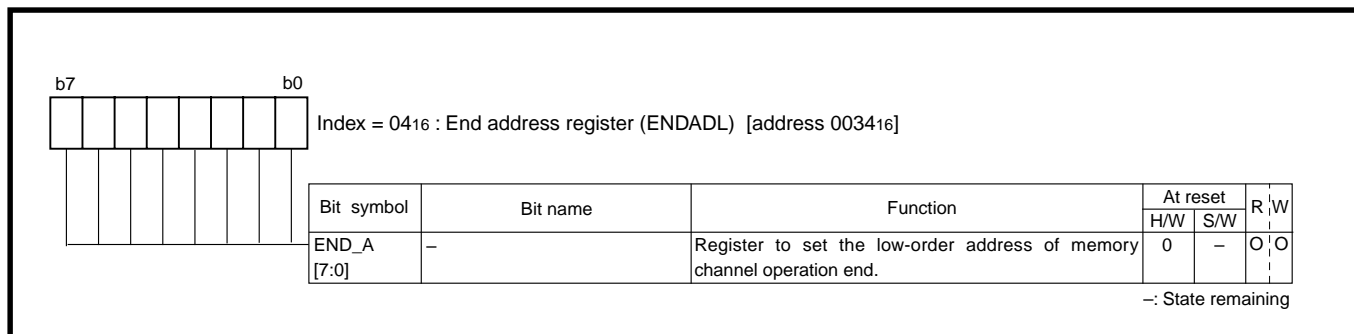 b7 b0
Index = 0416 : End address register (ENDADL) [address 003416]
Bit symbol Bit name Function At reset R W
H/W S/W
END_A – Register to set the low-order address of memory 0 – O O
[7:0] channel operation end.
–: State remaining